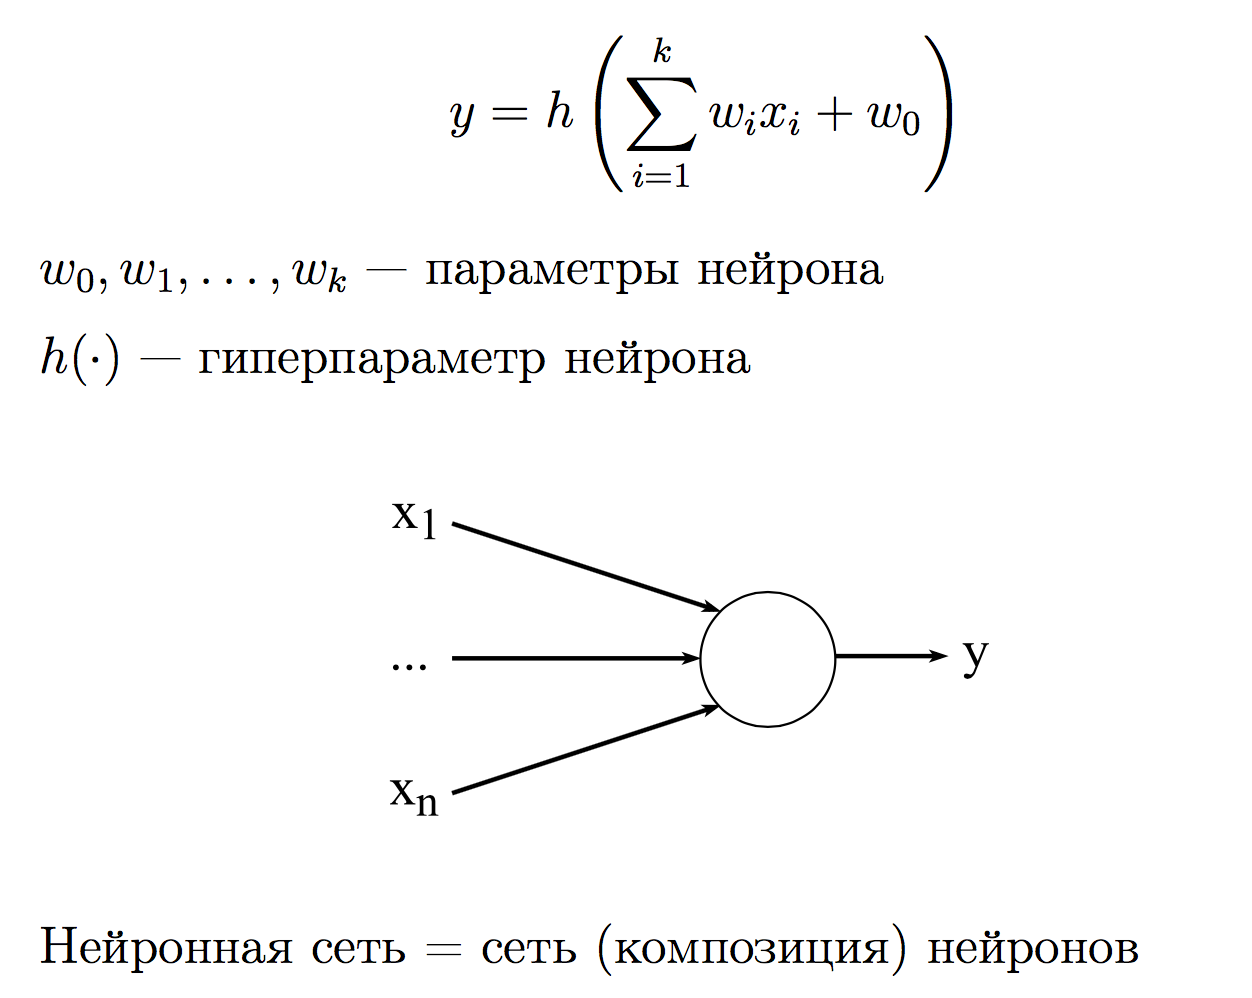 y = h ( ∑_{i=1}^{k} w_i x_i + w_0 )
w_0, w_1, . . . , w_k — параметры нейрона
h(·) — гиперпараметр нейрона
x_1
... y
x_n
Нейронная сеть = сеть (композиция) нейронов